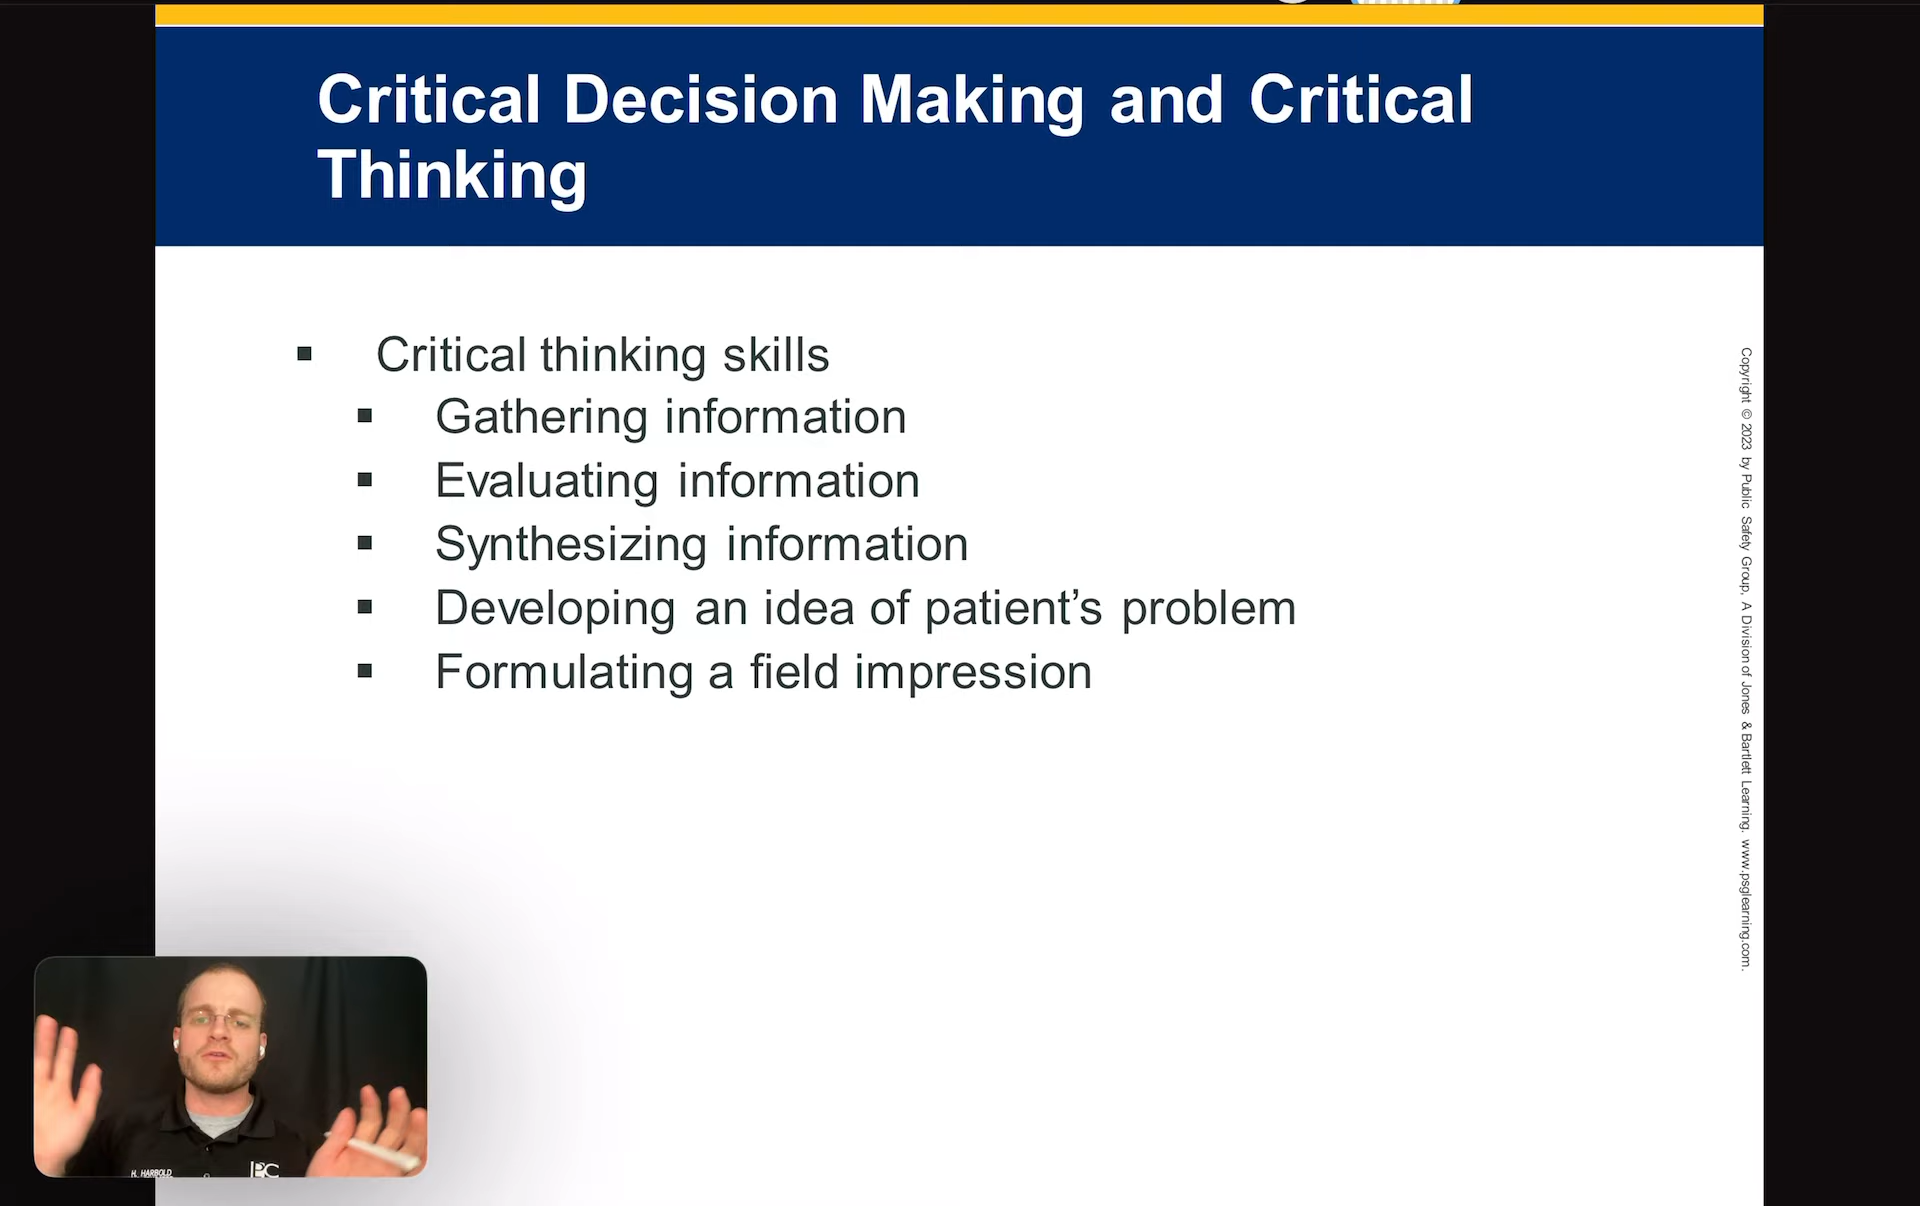 Critical Decision Making and Critical
Thinking
▪ Critical thinking skills
▪ Gathering information
▪ Evaluating information
▪ Synthesizing information
▪ Developing an idea of patient’s problem
▪ Formulating a field impression
Copyright © 2023 by Public Safety Group, A Division of Jones & Bartlett Learning. www.psglearning.com.
H. HARBOLD